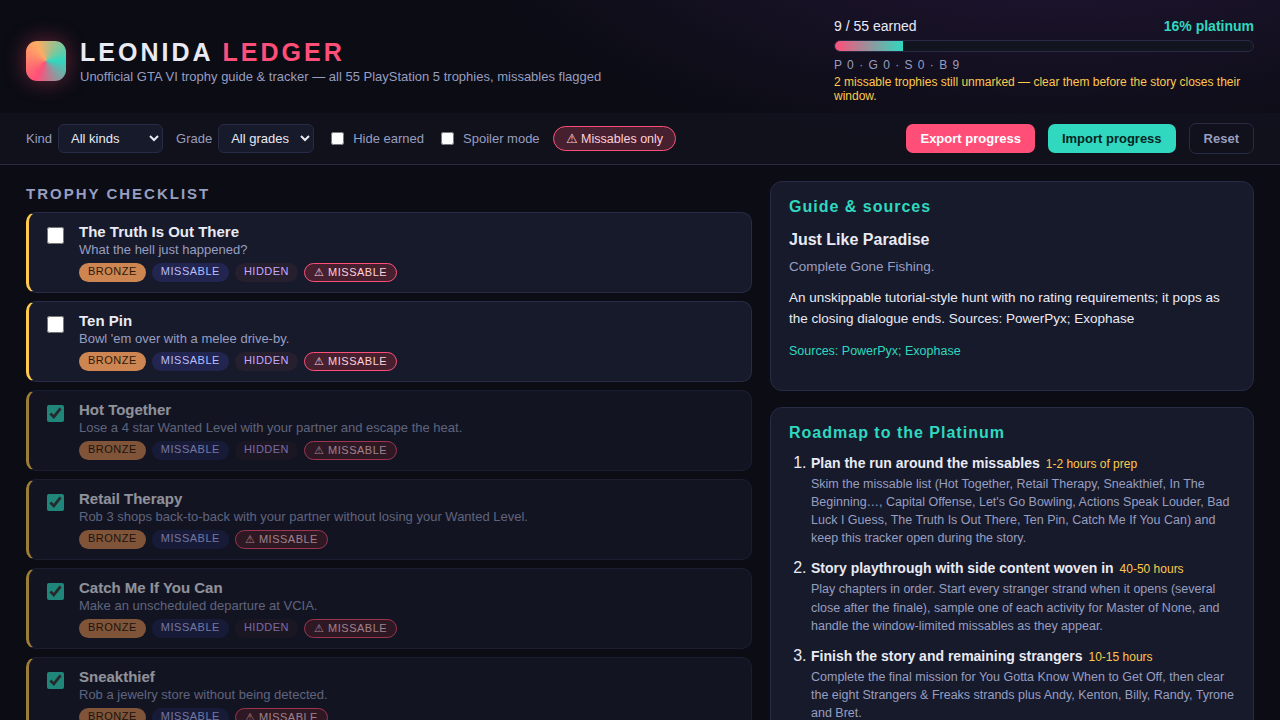 LEONIDA LEDGER
Unofficial GTA VI trophy guide & tracker — all 55 PlayStation 5 trophies, missables flagged
9 / 55 earned
16% platinum
P 0 · G 0 · S 0 · B 9
2 missable trophies still unmarked — clear them before the story closes their
window.
Kind All kinds Grade All grades Hide earned Spoiler mode ⚠ Missables only Export progress Import progress Reset
TROPHY CHECKLIST
The Truth Is Out There
What the hell just happened?
BRONZE MISSABLE HIDDEN ⚠ MISSABLE
Ten Pin
Bowl 'em over with a melee drive-by.
BRONZE MISSABLE HIDDEN ⚠ MISSABLE
Hot Together
Lose a 4 star Wanted Level with your partner and escape the heat.
BRONZE MISSABLE HIDDEN ⚠ MISSABLE
Retail Therapy
Rob 3 shops back-to-back with your partner without losing your Wanted Level.
BRONZE MISSABLE ⚠ MISSABLE
Catch Me If You Can
Make an unscheduled departure at VCIA.
BRONZE MISSABLE HIDDEN ⚠ MISSABLE
Sneakthief
Rob a jewelry store without being detected.
BRONZE MISSABLE ⚠ MISSABLE
Guide & sources
Just Like Paradise
Complete Gone Fishing.
An unskippable tutorial-style hunt with no rating requirements; it pops as
the closing dialogue ends. Sources: PowerPyx; Exophase
Sources: PowerPyx; Exophase
Roadmap to the Platinum
1. Plan the run around the missables 1-2 hours of prep
Skim the missable list (Hot Together, Retail Therapy, Sneakthief, In The
Beginning…, Capital Offense, Let's Go Bowling, Actions Speak Louder, Bad
Luck I Guess, The Truth Is Out There, Ten Pin, Catch Me If You Can) and
keep this tracker open during the story.
2. Story playthrough with side content woven in 40-50 hours
Play chapters in order. Start every stranger strand when it opens (several
close after the finale), sample one of each activity for Master of None, and
handle the window-limited missables as they appear.
3. Finish the story and remaining strangers 10-15 hours
Complete the final mission for You Gotta Know When to Get Off, then clear
the eight Strangers & Freaks strands plus Andy, Kenton, Billy, Randy, Tyrone
and Bret.